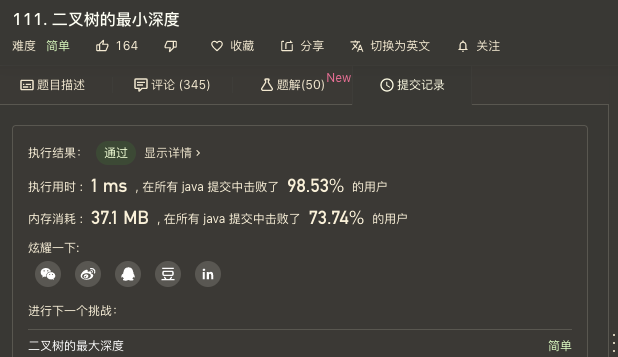 111. 二叉树的最小深度
难度 简单 164 收藏 分享 切换为英文 关注
题目描述 评论 (345) 题解(50) New 提交记录
执行结果： 通过 显示详情 >
执行用时 : 1 ms , 在所有 java 提交中击败了 98.53% 的用户
内存消耗 : 37.1 MB , 在所有 java 提交中击败了 73.74% 的用户
炫耀一下:
豆 in
进行下一个挑战：
二叉树的最大深度 简单